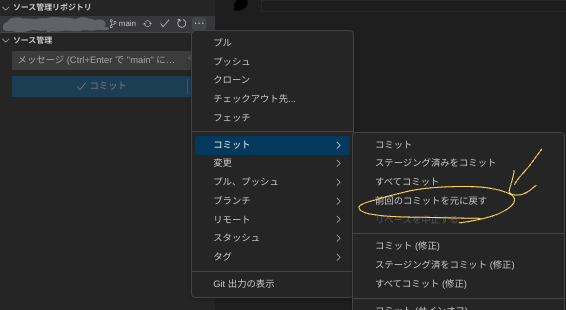 ソース管理リポジトリ
main
ソース管理
メッセージ (Ctrl+Enter で "main" に...
コミット
プル
プッシュ
クローン
チェックアウト先...
フェッチ
コミット
変更
プル、プッシュ
ブランチ
リモート
スタッシュ
タグ
Git 出力の表示
コミット
ステージング済みをコミット
すべてコミット
前回のコミットを元に戻す
リベースを中止する
コミット (修正)
ステージング済をコミット (修正)
すべてコミット (修正)